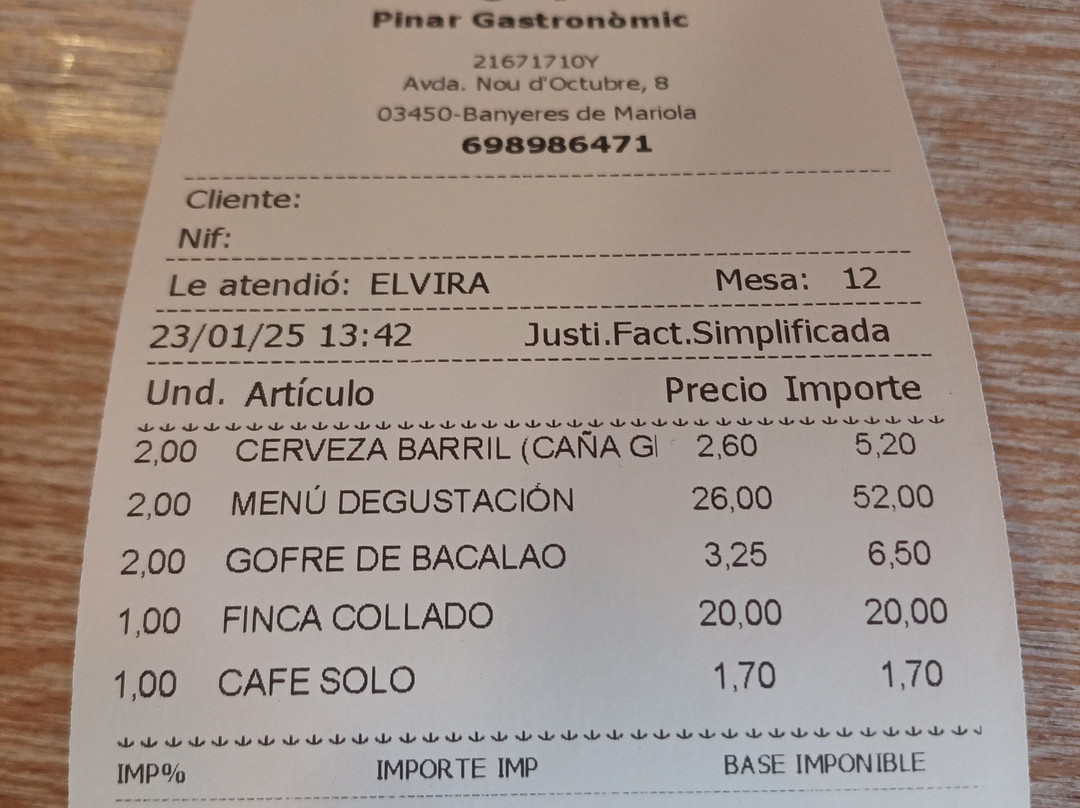 Pinar Gastronòmic
21671710Y
Avda. Nou d'Octubre, 8
03450-Banyeres de Mariola
698986471
Cliente:
Nif:
Le atendió: ELVIRA Mesa: 12
23/01/25 13:42 Justi.Fact.Simplificada
Und. Artículo Precio Importe
2,00 CERVEZA BARRIL (CAÑA G 2,60 5,20
2,00 MENÚ DEGUSTACIÓN 26,00 52,00
2,00 GOFRE DE BACALAO 3,25 6,50
1,00 FINCA COLLADO 20,00 20,00
1,00 CAFE SOLO 1,70 1,70
IMP% IMPORTE IMP BASE IMPONIBLE